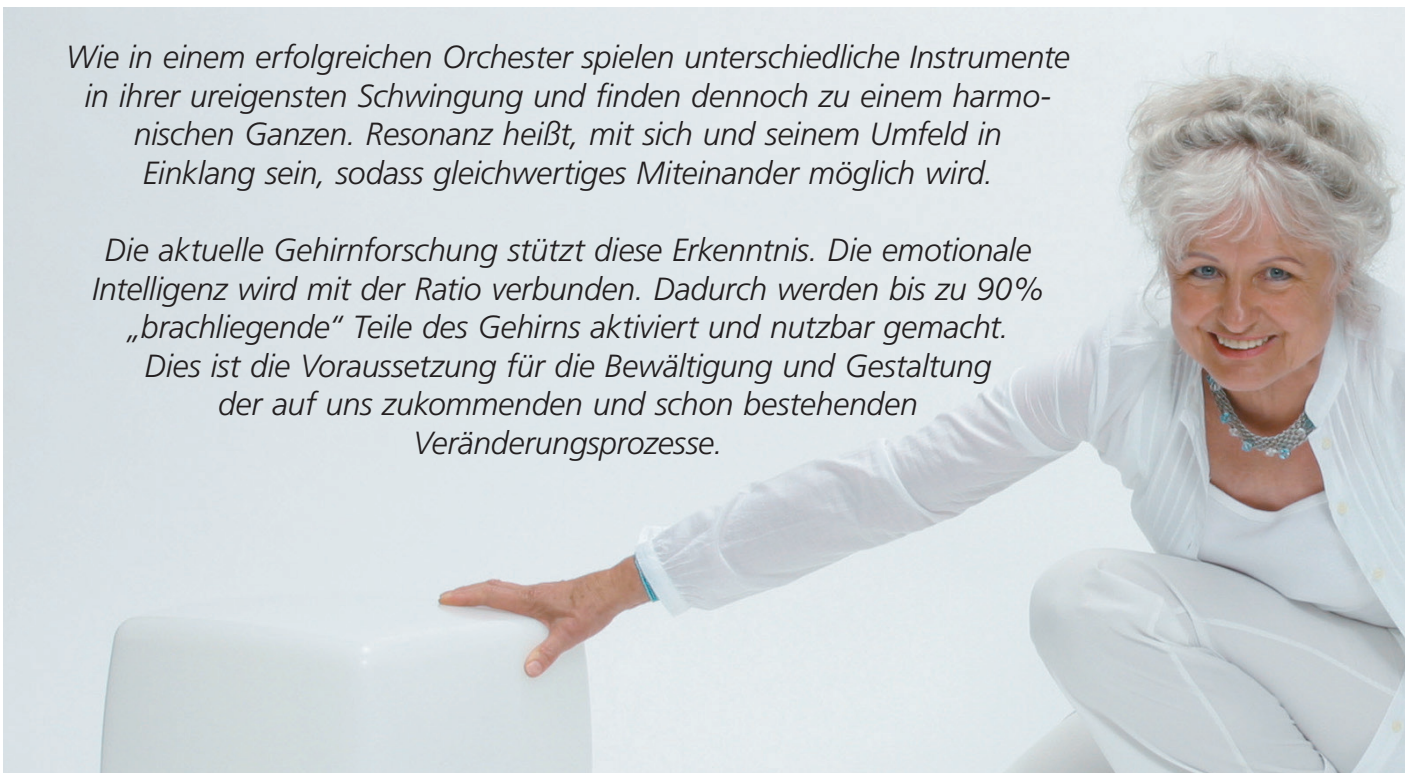 Wie in einem erfolgreichen Orchester spielen unterschiedliche Instrumente
in ihrer ureigensten Schwingung und finden dennoch zu einem harmo-
nischen Ganzen. Resonanz heißt, mit sich und seinem Umfeld in
Einklang sein, sodass gleichwertiges Miteinander möglich wird.
Die aktuelle Gehirnforschung stützt diese Erkenntnis. Die emotionale
Intelligenz wird mit der Ratio verbunden. Dadurch werden bis zu 90%
„brachliegende“ Teile des Gehirns aktiviert und nutzbar gemacht.
Dies ist die Voraussetzung für die Bewältigung und Gestaltung
der auf uns zukommenden und schon bestehenden
Veränderungsprozesse.